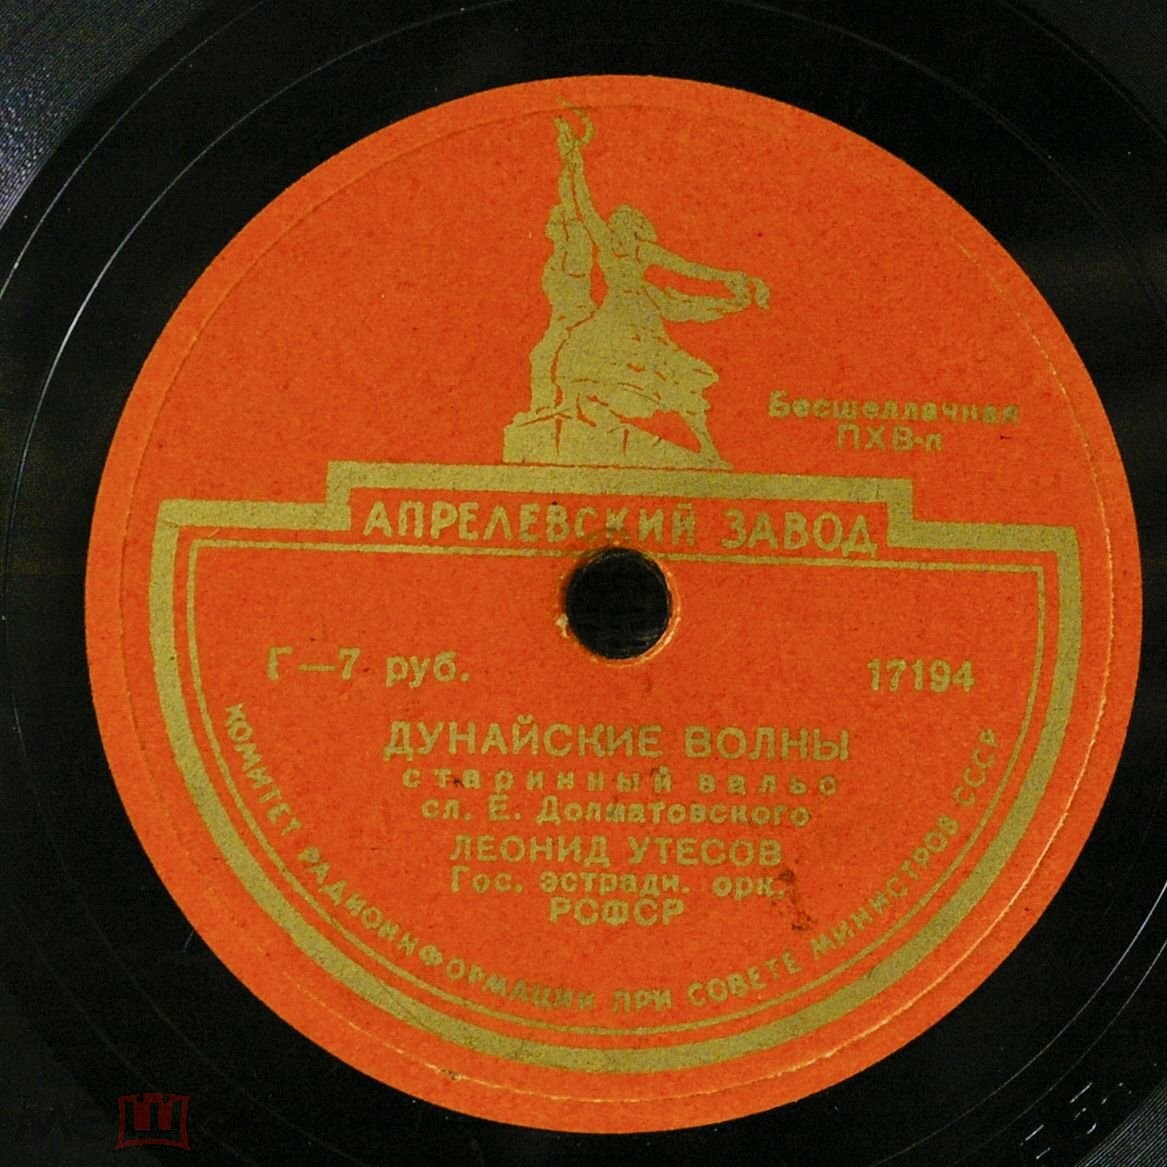 Бесшеллачная
ПХВ-п
АПРЕЛЕВСКИЙ ЗАВОД
Г—7 руб.
17194
ДУНАЙСКИЕ ВОЛНЫ
старинный вальс
сл. Е. Долматовского
ЛЕОНИД УТЕСОВ
Гос. эстради. орк.
РСФСР
КОМИТЕТ РАДИОИНФОРМАЦИИ ПРИ СОВЕТЕ МИНИСТРОВ СССР